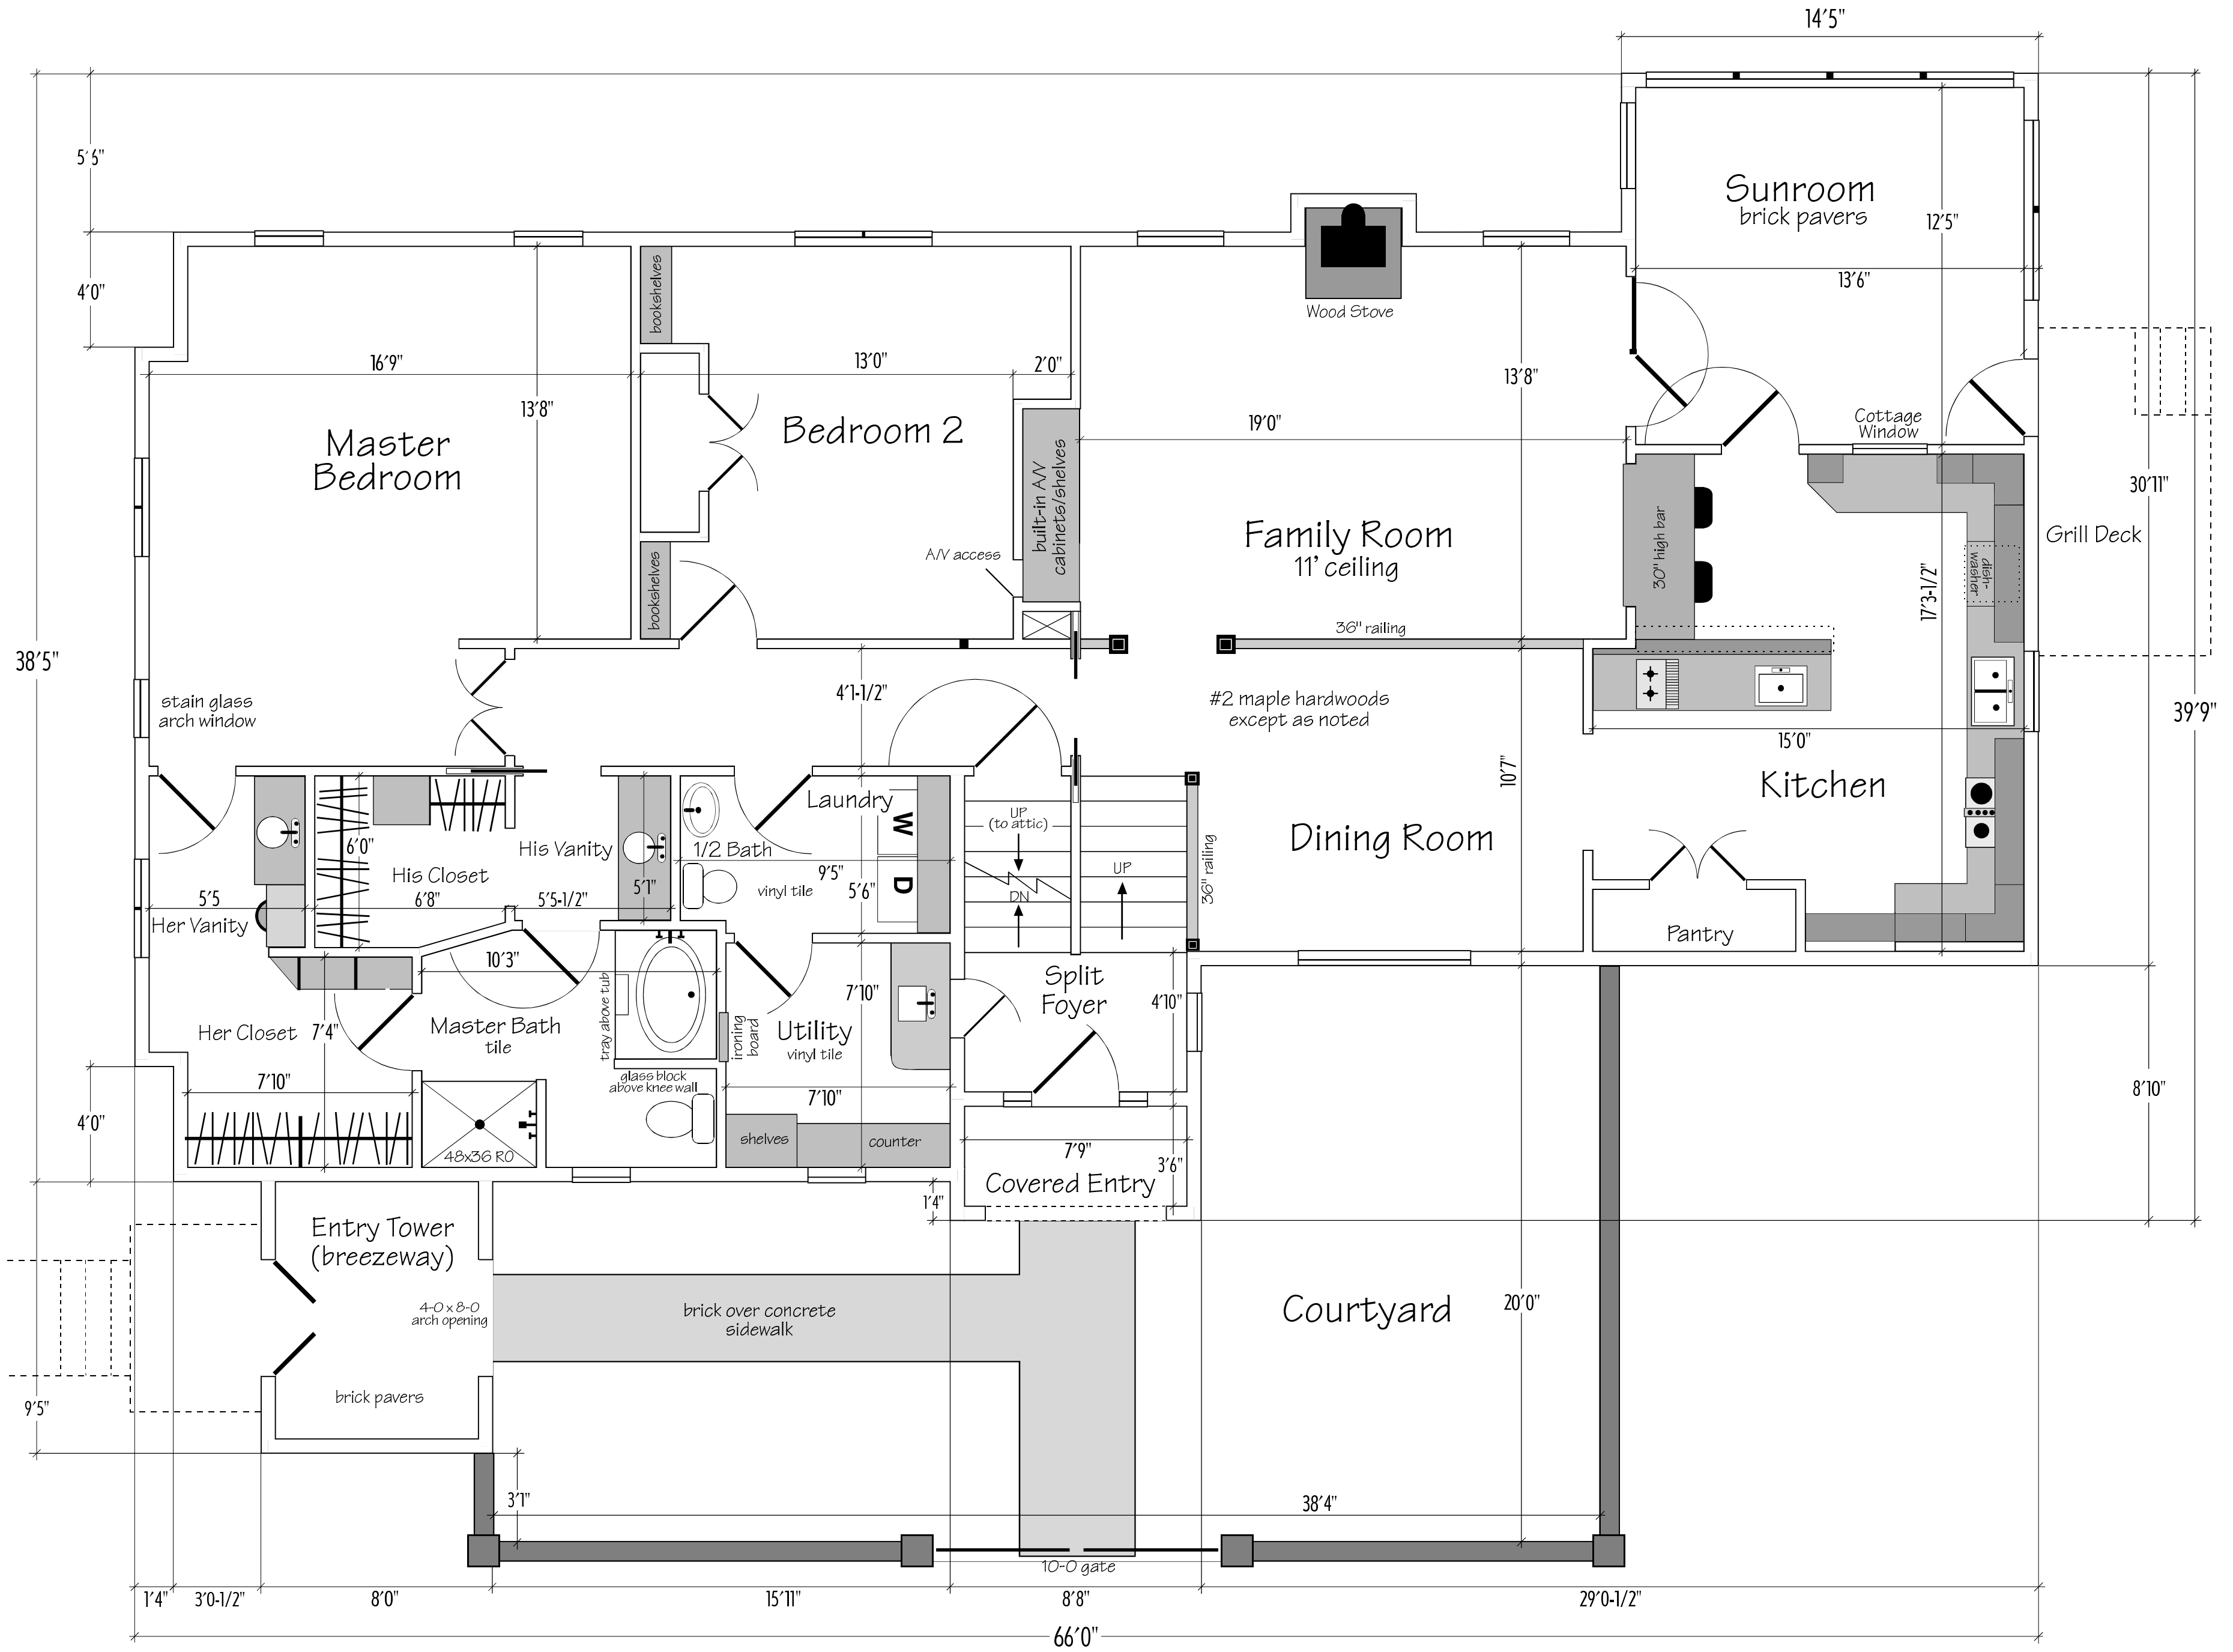 14'5"
5'6"
Sunroom
brick pavers
12'5"
13'6"
4'0"
bookshelves
Wood Stove
16'9"
13'0"
2'0"
13'8"
13'8"
19'0"
Master
Bedroom
Bedroom 2
Cottage
Window
built-in A/V
cabinets/shelves
A/V access
Family Room
11' ceiling
30" high bar
dish-
washer
17'3-1/2"
30'11"
Grill Deck
bookshelves
36" railing
38'5"
stain glass
arch window
4'1-1/2"
#2 maple hardwoods
except as noted
39'9"
15'0"
10'7"
Kitchen
Laundry
W
UP
(to attic)
Dining Room
His Vanity
1/2 Bath
6'0"
His Closet
9'5"
vinyl tile
5'1"
5'6"
D
DN
UP
36" railing
5'5
6'8"
5'5-1/2"
Her Vanity
Pantry
10'3"
Split
Foyer
4'10"
7'10"
tray above tub
Her Closet
7'4"
Master Bath
tile
ironing
board
Utility
vinyl tile
glass block
above knee wall
7'10"
7'10"
8'10"
4'0"
shelves
counter
48x36 RO
7'9"
3'6"
Covered Entry
1'4"
Entry Tower
(breezeway)
4-0 x 8-0
arch opening
brick over concrete
sidewalk
Courtyard
20'0"
brick pavers
9'5"
3'1"
38'4"
10-0 gate
1'4"
3'0-1/2"
8'0"
15'11"
8'8"
29'0-1/2"
66'0"